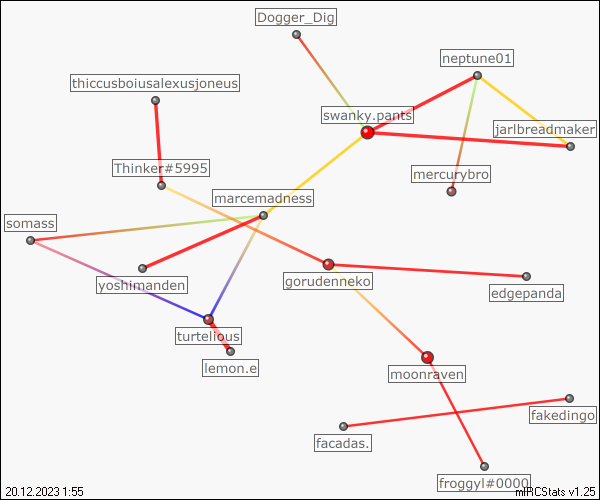 Dogger_Dig
neptune01
thiccusboiusalexusjoneus
swanky.pants
jarlbreadmaker
Thinker#5995
mercurybro
marcemadness
somass
yoshimanden
gorudenneko
edgepanda
turtelious
lemon.e
moonraven
fakedingo
facadas.
froggyl#0000
20.12.2023 1:55
mIRCStats v1.25